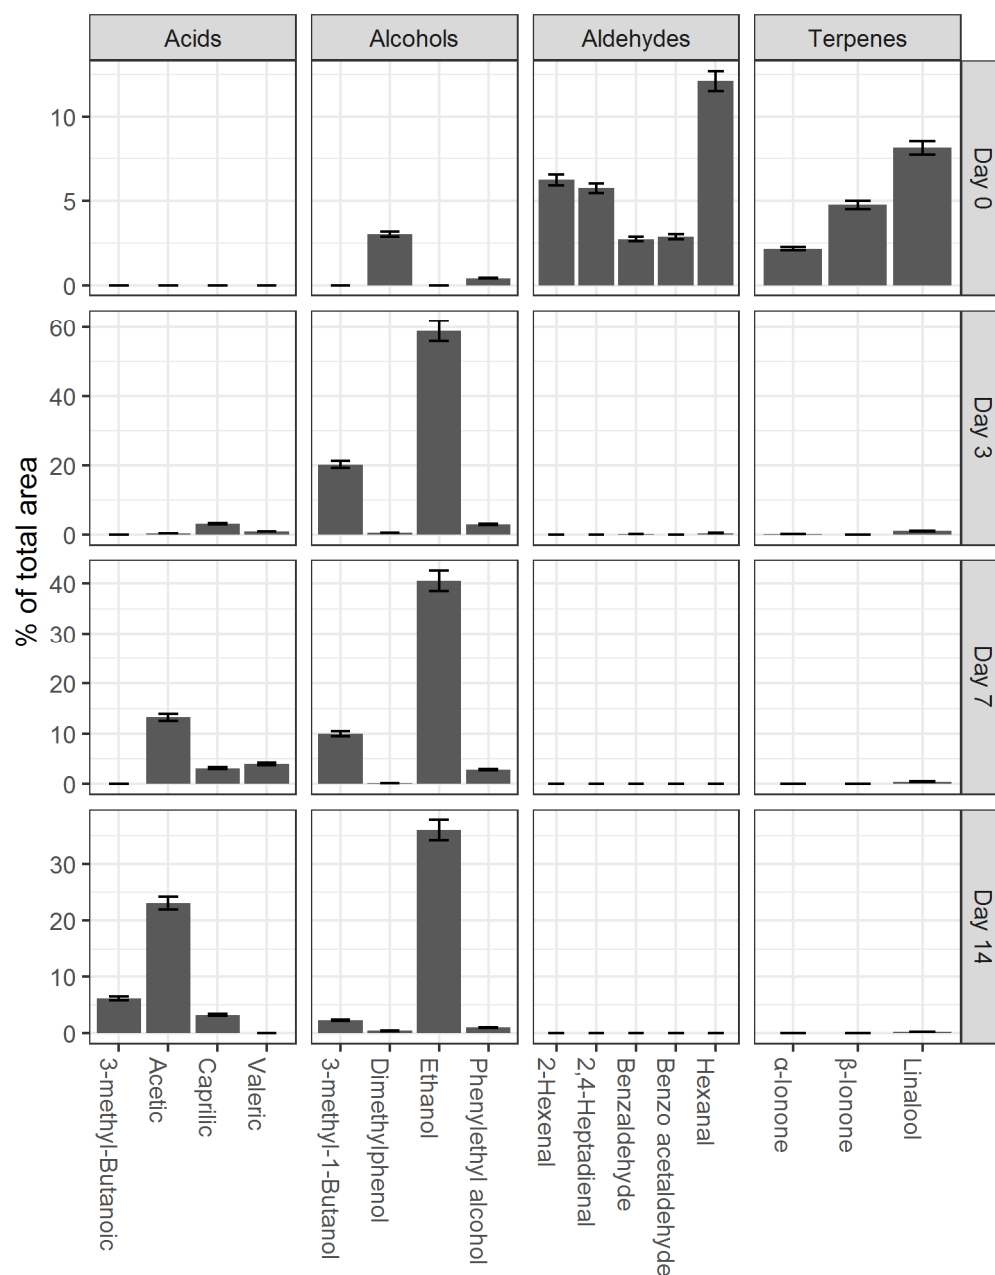 Acids
Alcohols
Aldehydes
Terpenes
% of total area
10
5
0
Day 0
60
40
20
0
Day 3
40
30
20
10
0
Day 7
30
20
10
0
Day 14
3-methyl-Butanoic
Acetic
Caprilic
Valeric
3-methyl-1-Butanol
Dimethylphenol
Ethanol
Phenylethyl alcohol
2-Hexenal
2,4-Heptadienal
Benzaldehyde
Benzo acetaldehyde
Hexanal
α-Ionone
β-Ionone
Linalool